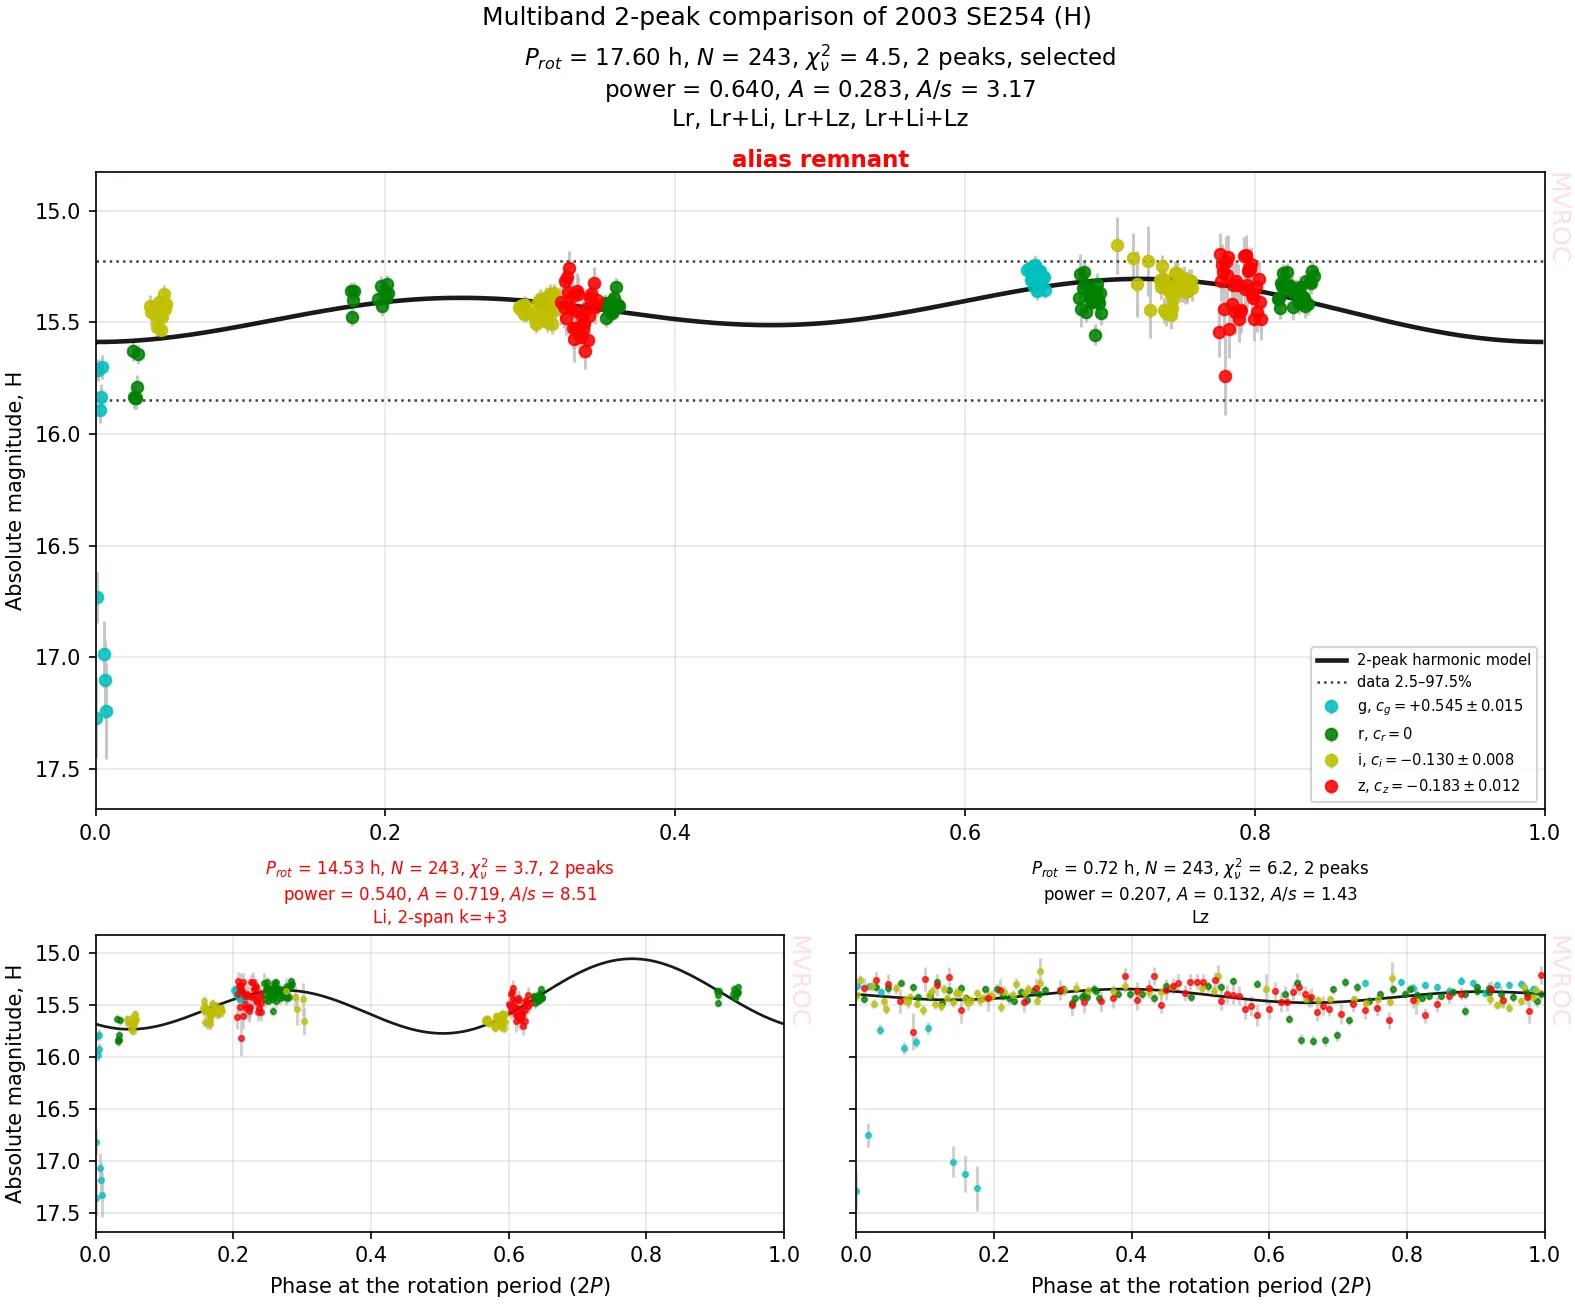 Multiband 2-peak comparison of 2003 SE254 (H)
P_rot = 17.60 h, N = 243, χ²_ν = 4.5, 2 peaks, selected
power = 0.640, A = 0.283, A/s = 3.17
Lr, Lr+Li, Lr+Lz, Lr+Li+Lz
alias remnant
MVROC
Absolute magnitude, H
15.0
15.5
16.0
16.5
17.0
17.5
2-peak harmonic model
data 2.5–97.5%
g, c_g = +0.545 ± 0.015
r, c_r = 0
i, c_i = −0.130 ± 0.008
z, c_z = −0.183 ± 0.012
0.0 0.2 0.4 0.6 0.8 1.0
P_rot = 14.53 h, N = 243, χ²_ν = 3.7, 2 peaks
power = 0.540, A = 0.719, A/s = 8.51
Li, 2-span k=+3
MVROC
Absolute magnitude, H
15.0
15.5
16.0
16.5
17.0
17.5
0.0 0.2 0.4 0.6 0.8 1.0
Phase at the rotation period (2P)
P_rot = 0.72 h, N = 243, χ²_ν = 6.2, 2 peaks
power = 0.207, A = 0.132, A/s = 1.43
Lz
MVROC
0.0 0.2 0.4 0.6 0.8 1.0
Phase at the rotation period (2P)